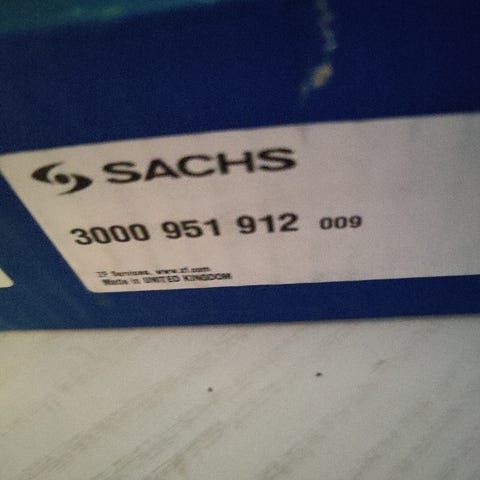 SACHS
3000 951 912 009
ZF Services, www.zf.com
Made in UNITED KINGDOM